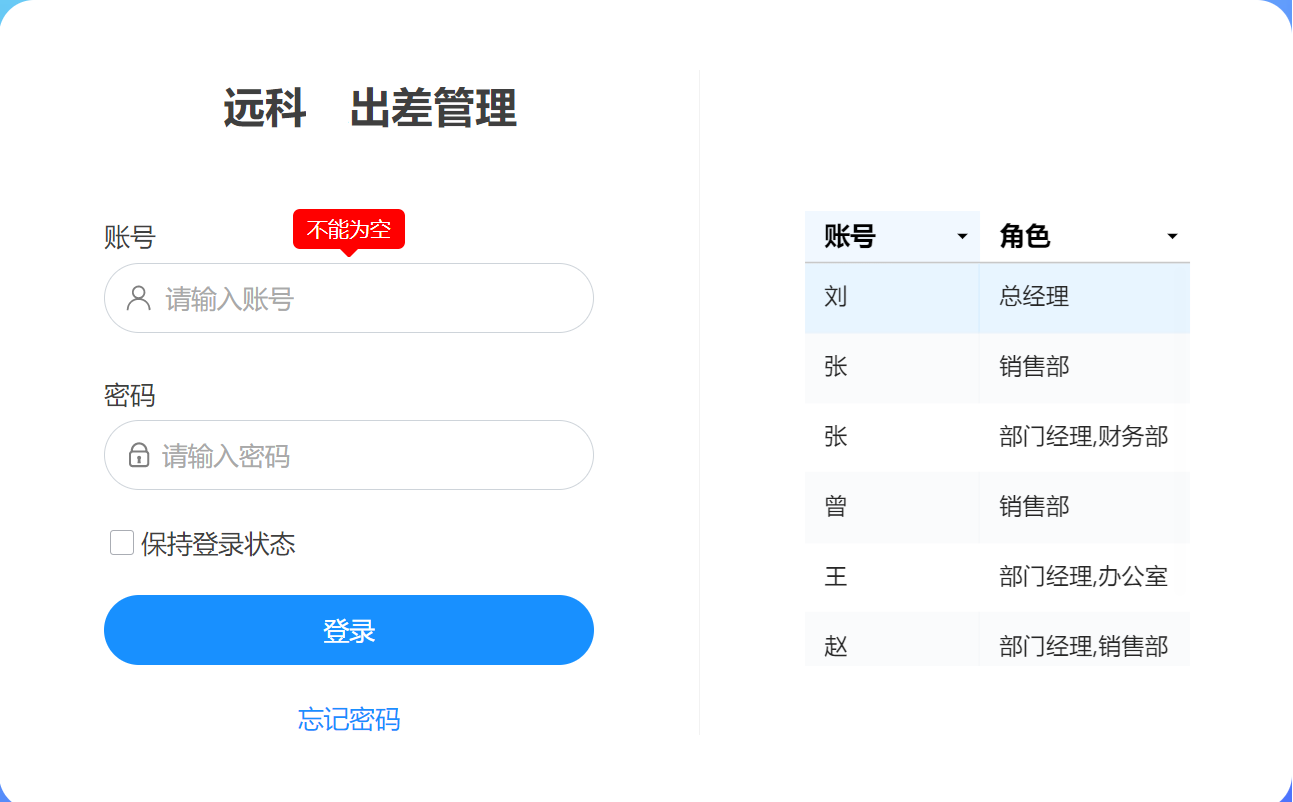 远科 出差管理
账号
不能为空
请输入账号
密码
请输入密码
保持登录状态
登录
忘记密码
账号 角色
刘 总经理
张 销售部
张 部门经理,财务部
曾 销售部
王 部门经理,办公室
赵 部门经理,销售部